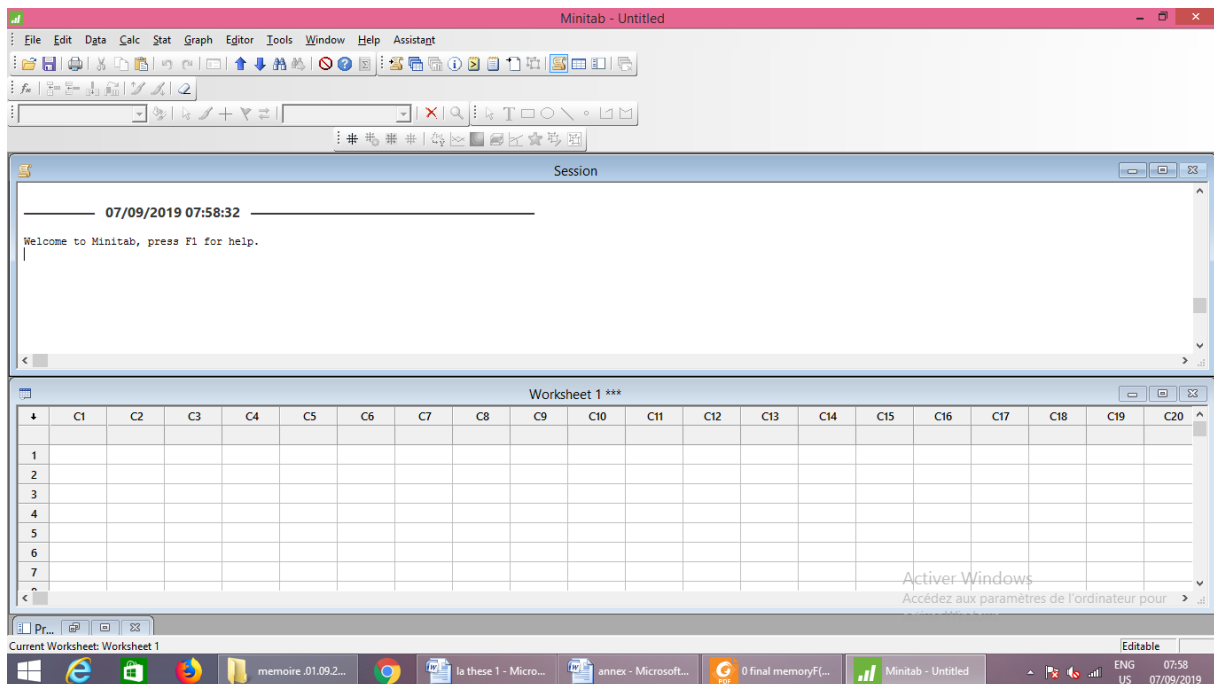 Minitab - Untitled
File Edit Data Calc Stat Graph Editor Tools Window Help Assistant
Session
07/09/2019 07:58:32
Welcome to Minitab, press F1 for help.
Worksheet 1 ***
C1 C2 C3 C4 C5 C6 C7 C8 C9 C10 C11 C12 C13 C14 C15 C16 C17 C18 C19 C20
1
2
3
4
5
6
7
Activer Windows
Accédez aux paramètres de l'ordinateur pour
Pr...
Current Worksheet: Worksheet 1
Editable
memoire .01.09.2...
la these 1 - Micro...
annex - Microsoft...
0 final memoryF(...
Minitab - Untitled
ENG 07:58
US 07/09/2019